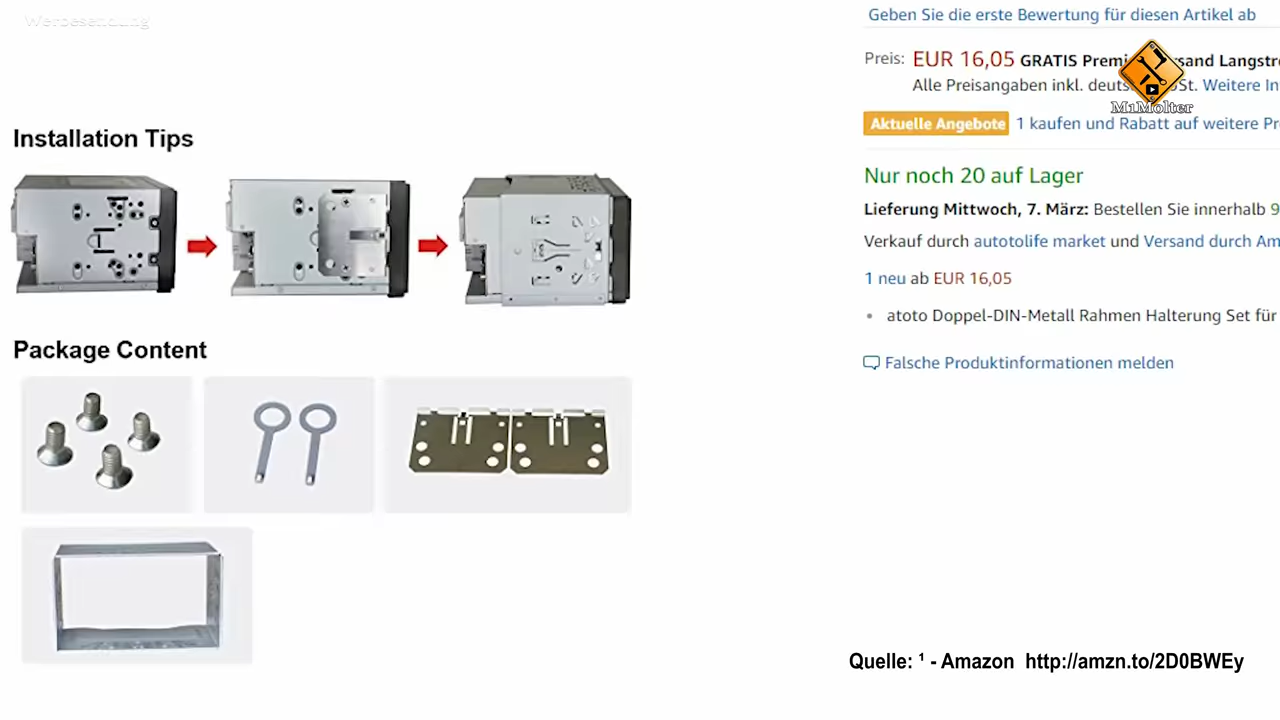 Werbesendung
Geben Sie die erste Bewertung für diesen Artikel ab
Preis: EUR 16,05 GRATIS
Alle Preisangaben inkl. Weitere
M1Molter
Aktuelle Angebote 1 kaufen und Rabatt auf weitere
Installation Tips
Nur noch 20 auf Lager
Lieferung Mittwoch, 7. März: Bestellen Sie innerhalb 9
Verkauf durch autotolife market und Versand durch
1 neu ab EUR 16,05
atoto Doppel-DIN-Metall Rahmen Halterung Set für
Package Content
Falsche Produktinformationen melden
Quelle: ¹ - Amazon http://amzn.to/2D0BWEy